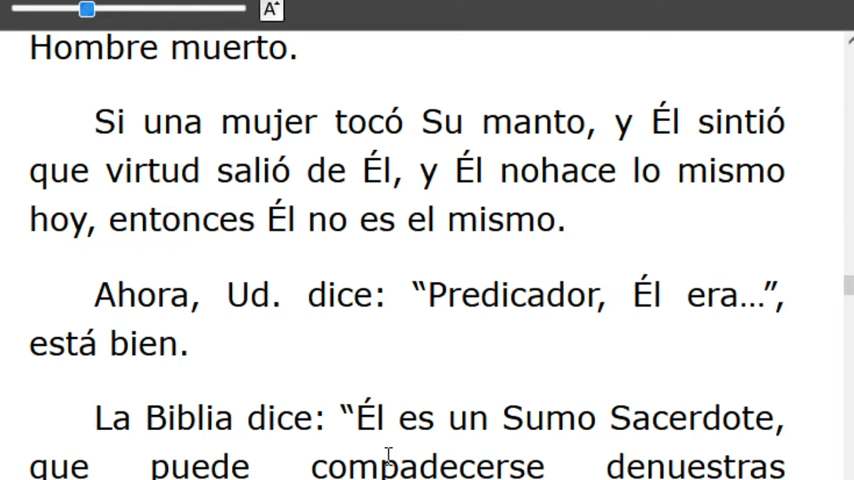 A
Hombre muerto.
Si una mujer tocó Su manto, y Él sintió
que virtud salió de Él, y Él nohace lo mismo
hoy, entonces Él no es el mismo.
Ahora, Ud. dice: “Predicador, Él era...”,
está bien.
La Biblia dice: “Él es un Sumo Sacerdote,
que puede compadecerse denuestras